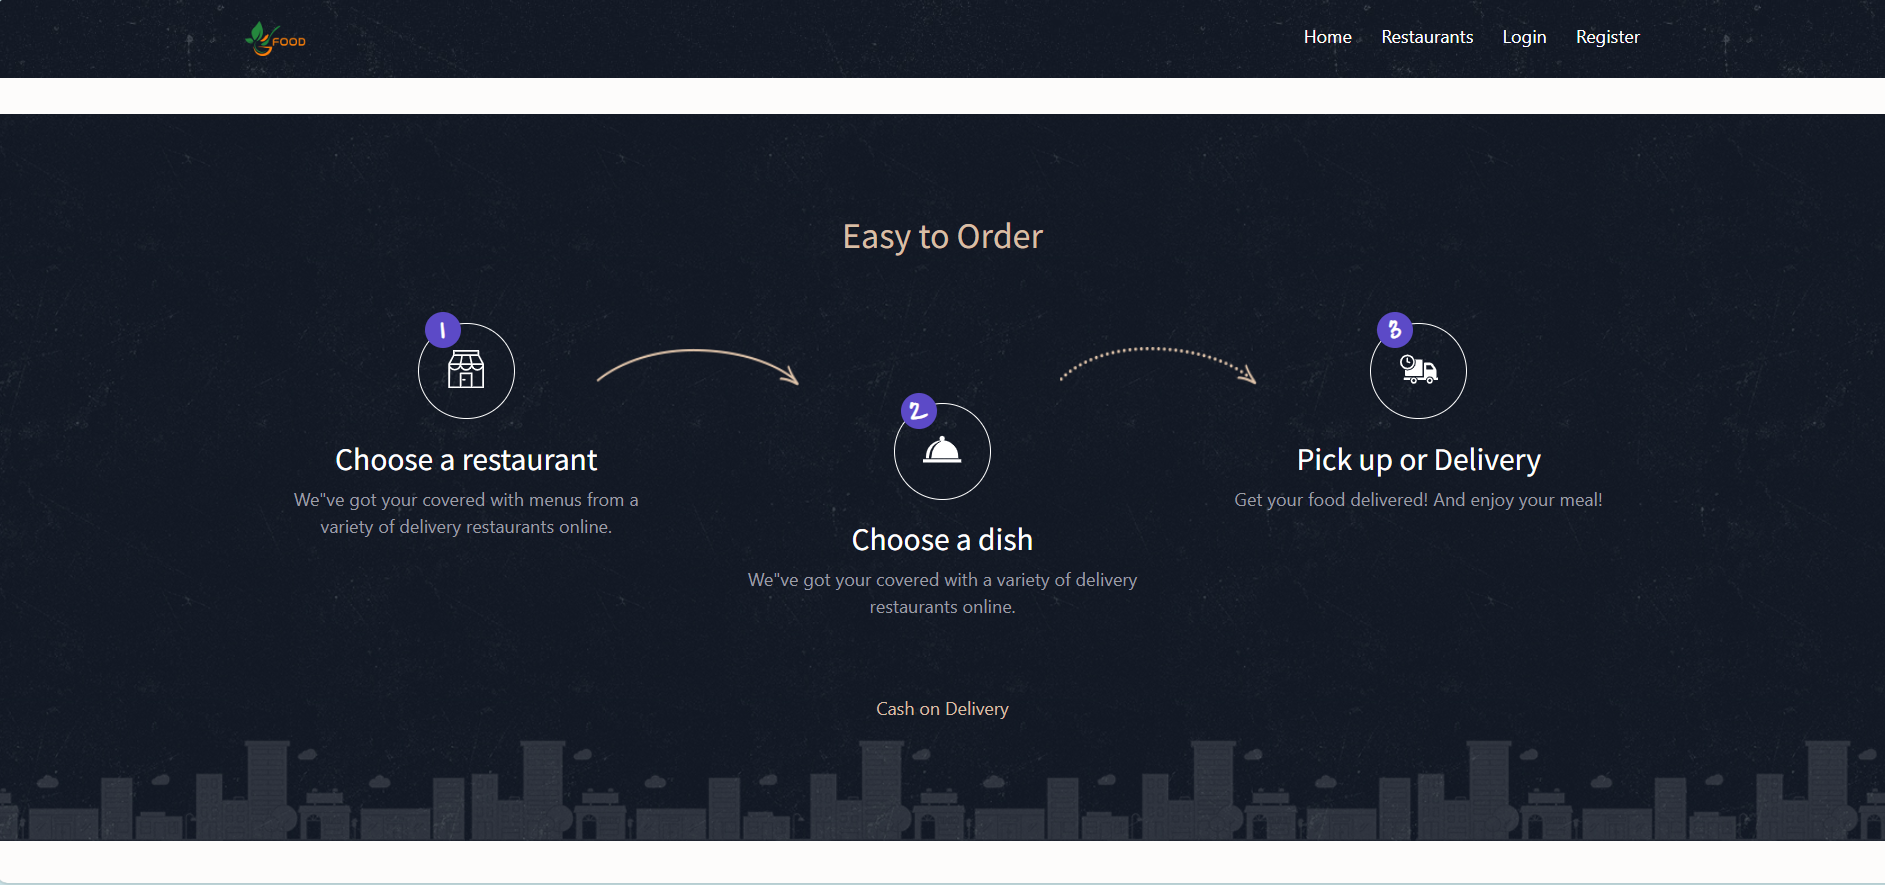 FOOD
Home Restaurants Login Register
Easy to Order
1
Choose a restaurant
We"ve got your covered with menus from a
variety of delivery restaurants online.
2
Choose a dish
We"ve got your covered with a variety of delivery
restaurants online.
3
Pick up or Delivery
Get your food delivered! And enjoy your meal!
Cash on Delivery